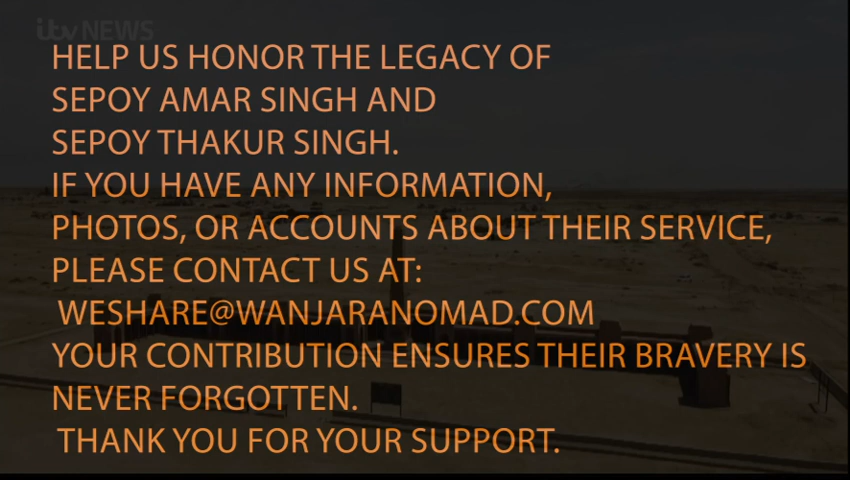 itv NEWS
HELP US HONOR THE LEGACY OF
SEPOY AMAR SINGH AND
SEPOY THAKUR SINGH.
IF YOU HAVE ANY INFORMATION,
PHOTOS, OR ACCOUNTS ABOUT THEIR SERVICE,
PLEASE CONTACT US AT:
WESHARE@WANJARANOMAD.COM
YOUR CONTRIBUTION ENSURES THEIR BRAVERY IS
NEVER FORGOTTEN.
THANK YOU FOR YOUR SUPPORT.